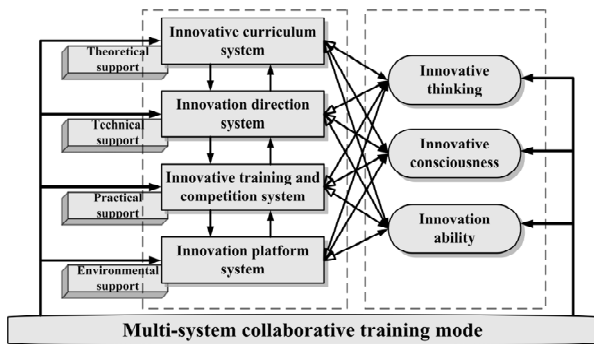 Theoretical
support
Innovative curriculum
system
Technical
support
Innovation direction
system
Practical
support
Innovative training and
competition system
Environmental
support
Innovation platform
system
Innovative
thinking
Innovative
consciousness
Innovation
ability
Multi-system collaborative training mode